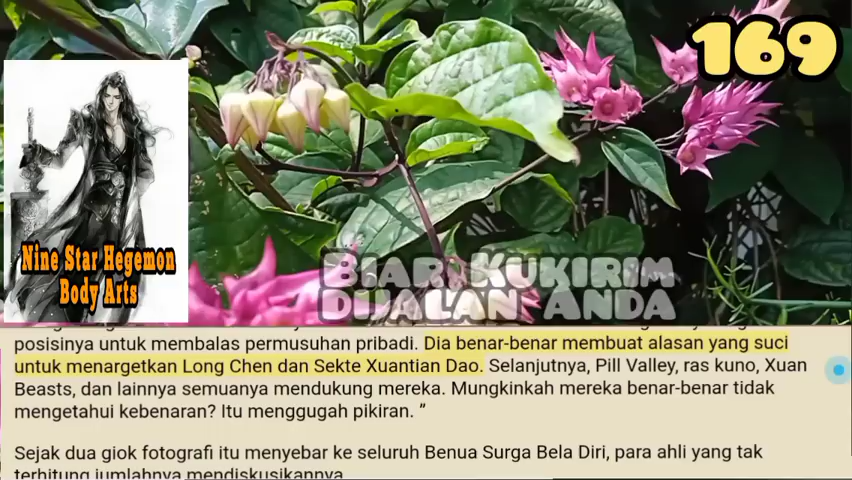 169
Nine Star Hegemon
Body Arts
Biar Kukirim
Dijalan Anda
posisinya untuk membalas permusuhan pribadi. Dia benar-benar membuat alasan yang suci
untuk menargetkan Long Chen dan Sekte Xuantian Dao. Selanjutnya, Pill Valley, ras kuno, Xuan
Beasts, dan lainnya semuanya mendukung mereka. Mungkinkah mereka benar-benar tidak
mengetahui kebenaran? Itu menggugah pikiran. ”
Sejak dua giok fotografi itu menyebar ke seluruh Benua Surga Bela Diri, para ahli yang tak
terhitung jumlahnya mendiskusikannya